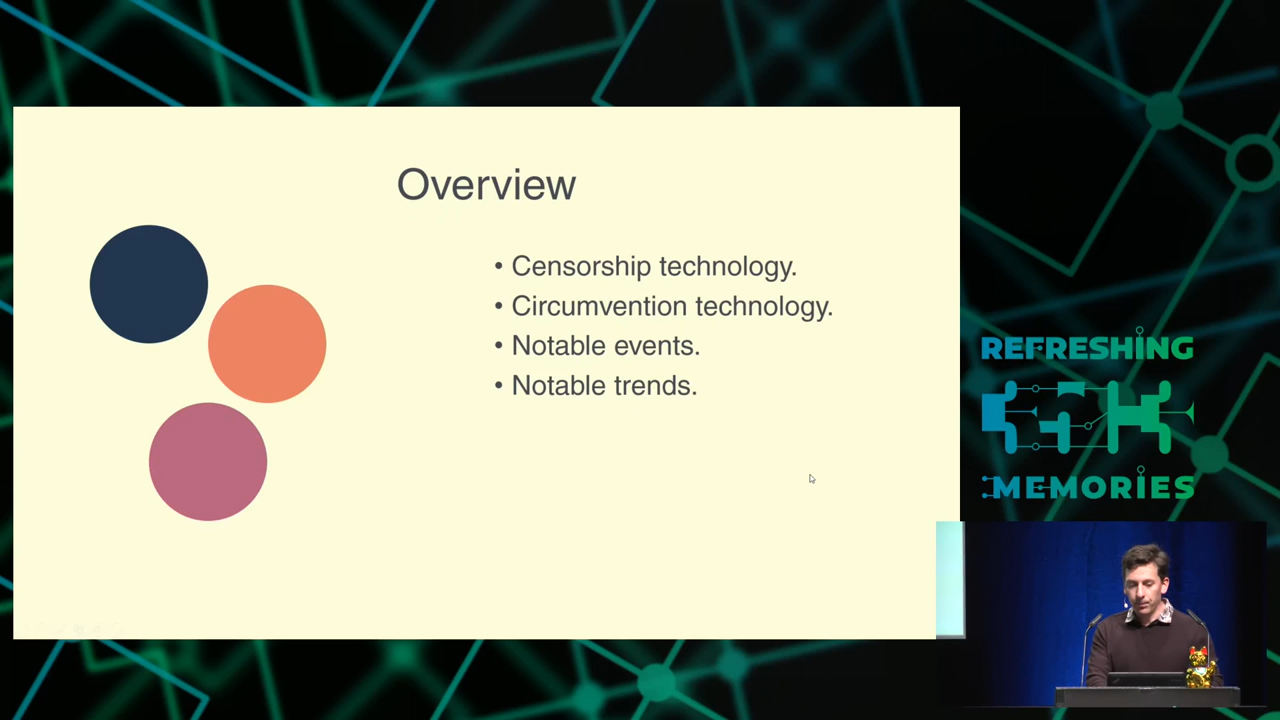 Overview
• Censorship technology.
• Circumvention technology.
• Notable events.
• Notable trends.
REFRESHING
MEMORIES